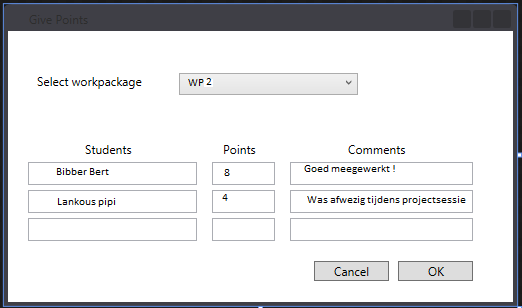 Give Points
Select workpackage WP 2
Students Points Comments
Bibber Bert 8 Goed meegewerkt !
Lankous pipi 4 Was afwezig tijdens projectsessie
Cancel OK